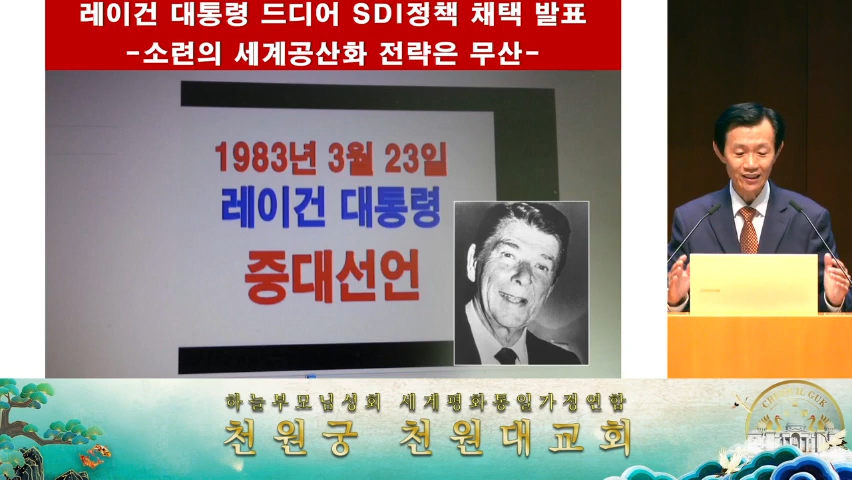 레이건 대통령 드디어 SDI정책 채택 발표
-소련의 세계공산화 전략은 무산-
1983년 3월 23일
레이건 대통령
중대선언
하늘부모님성회 세계평화통일가정연합
천원궁 천원대교회